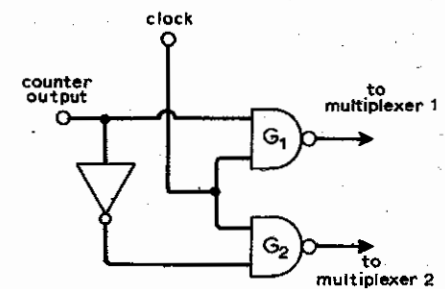 clock
counter
output
to
multiplexer 1
G1
G2
to
multiplexer 2